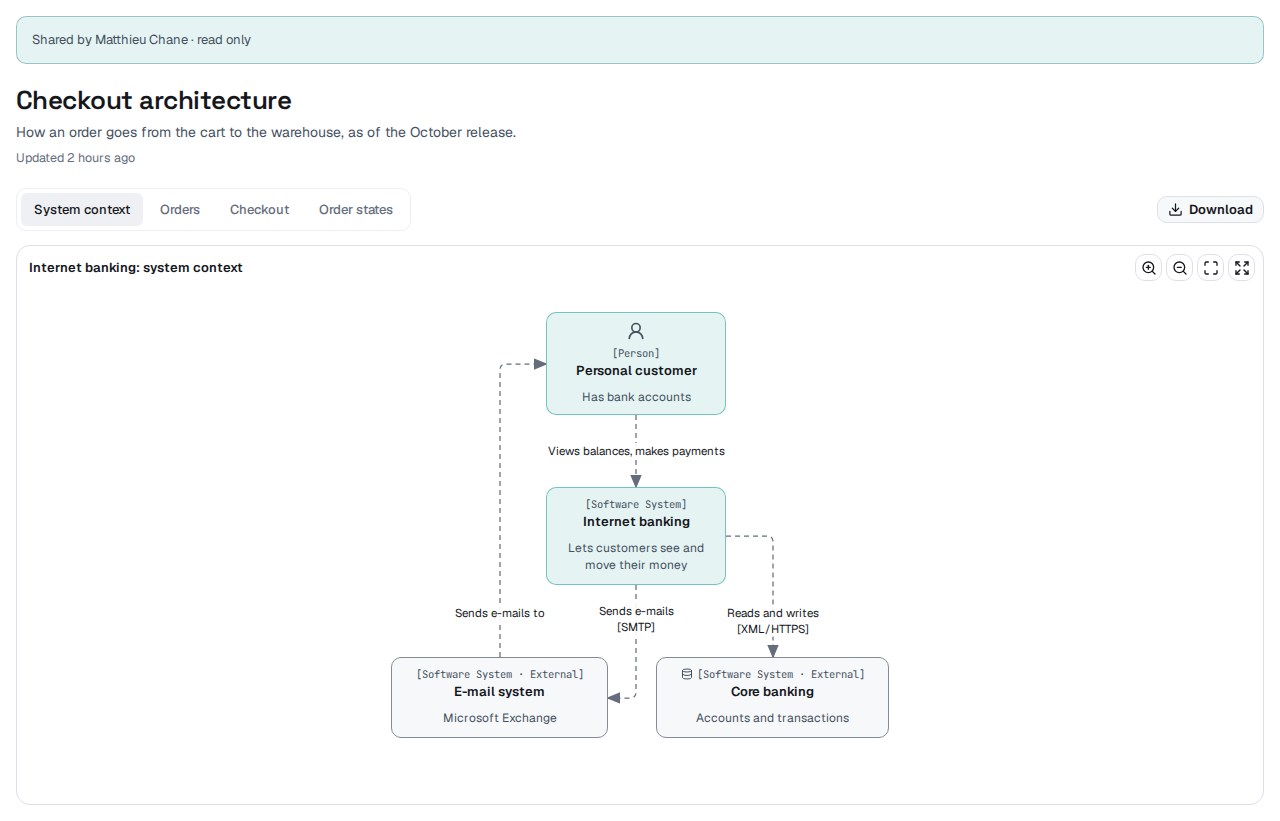 Shared by Matthieu Chane · read only
Checkout architecture
How an order goes from the cart to the warehouse, as of the October release.
Updated 2 hours ago
System context
Orders
Checkout
Order states
Download
Internet banking: system context
[Person]
Personal customer
Has bank accounts
Views balances, makes payments
[Software System]
Internet banking
Lets customers see and
move their money
Sends e-mails to
Sends e-mails
[SMTP]
Reads and writes
[XML/HTTPS]
[Software System · External]
E-mail system
Microsoft Exchange
[Software System · External]
Core banking
Accounts and transactions